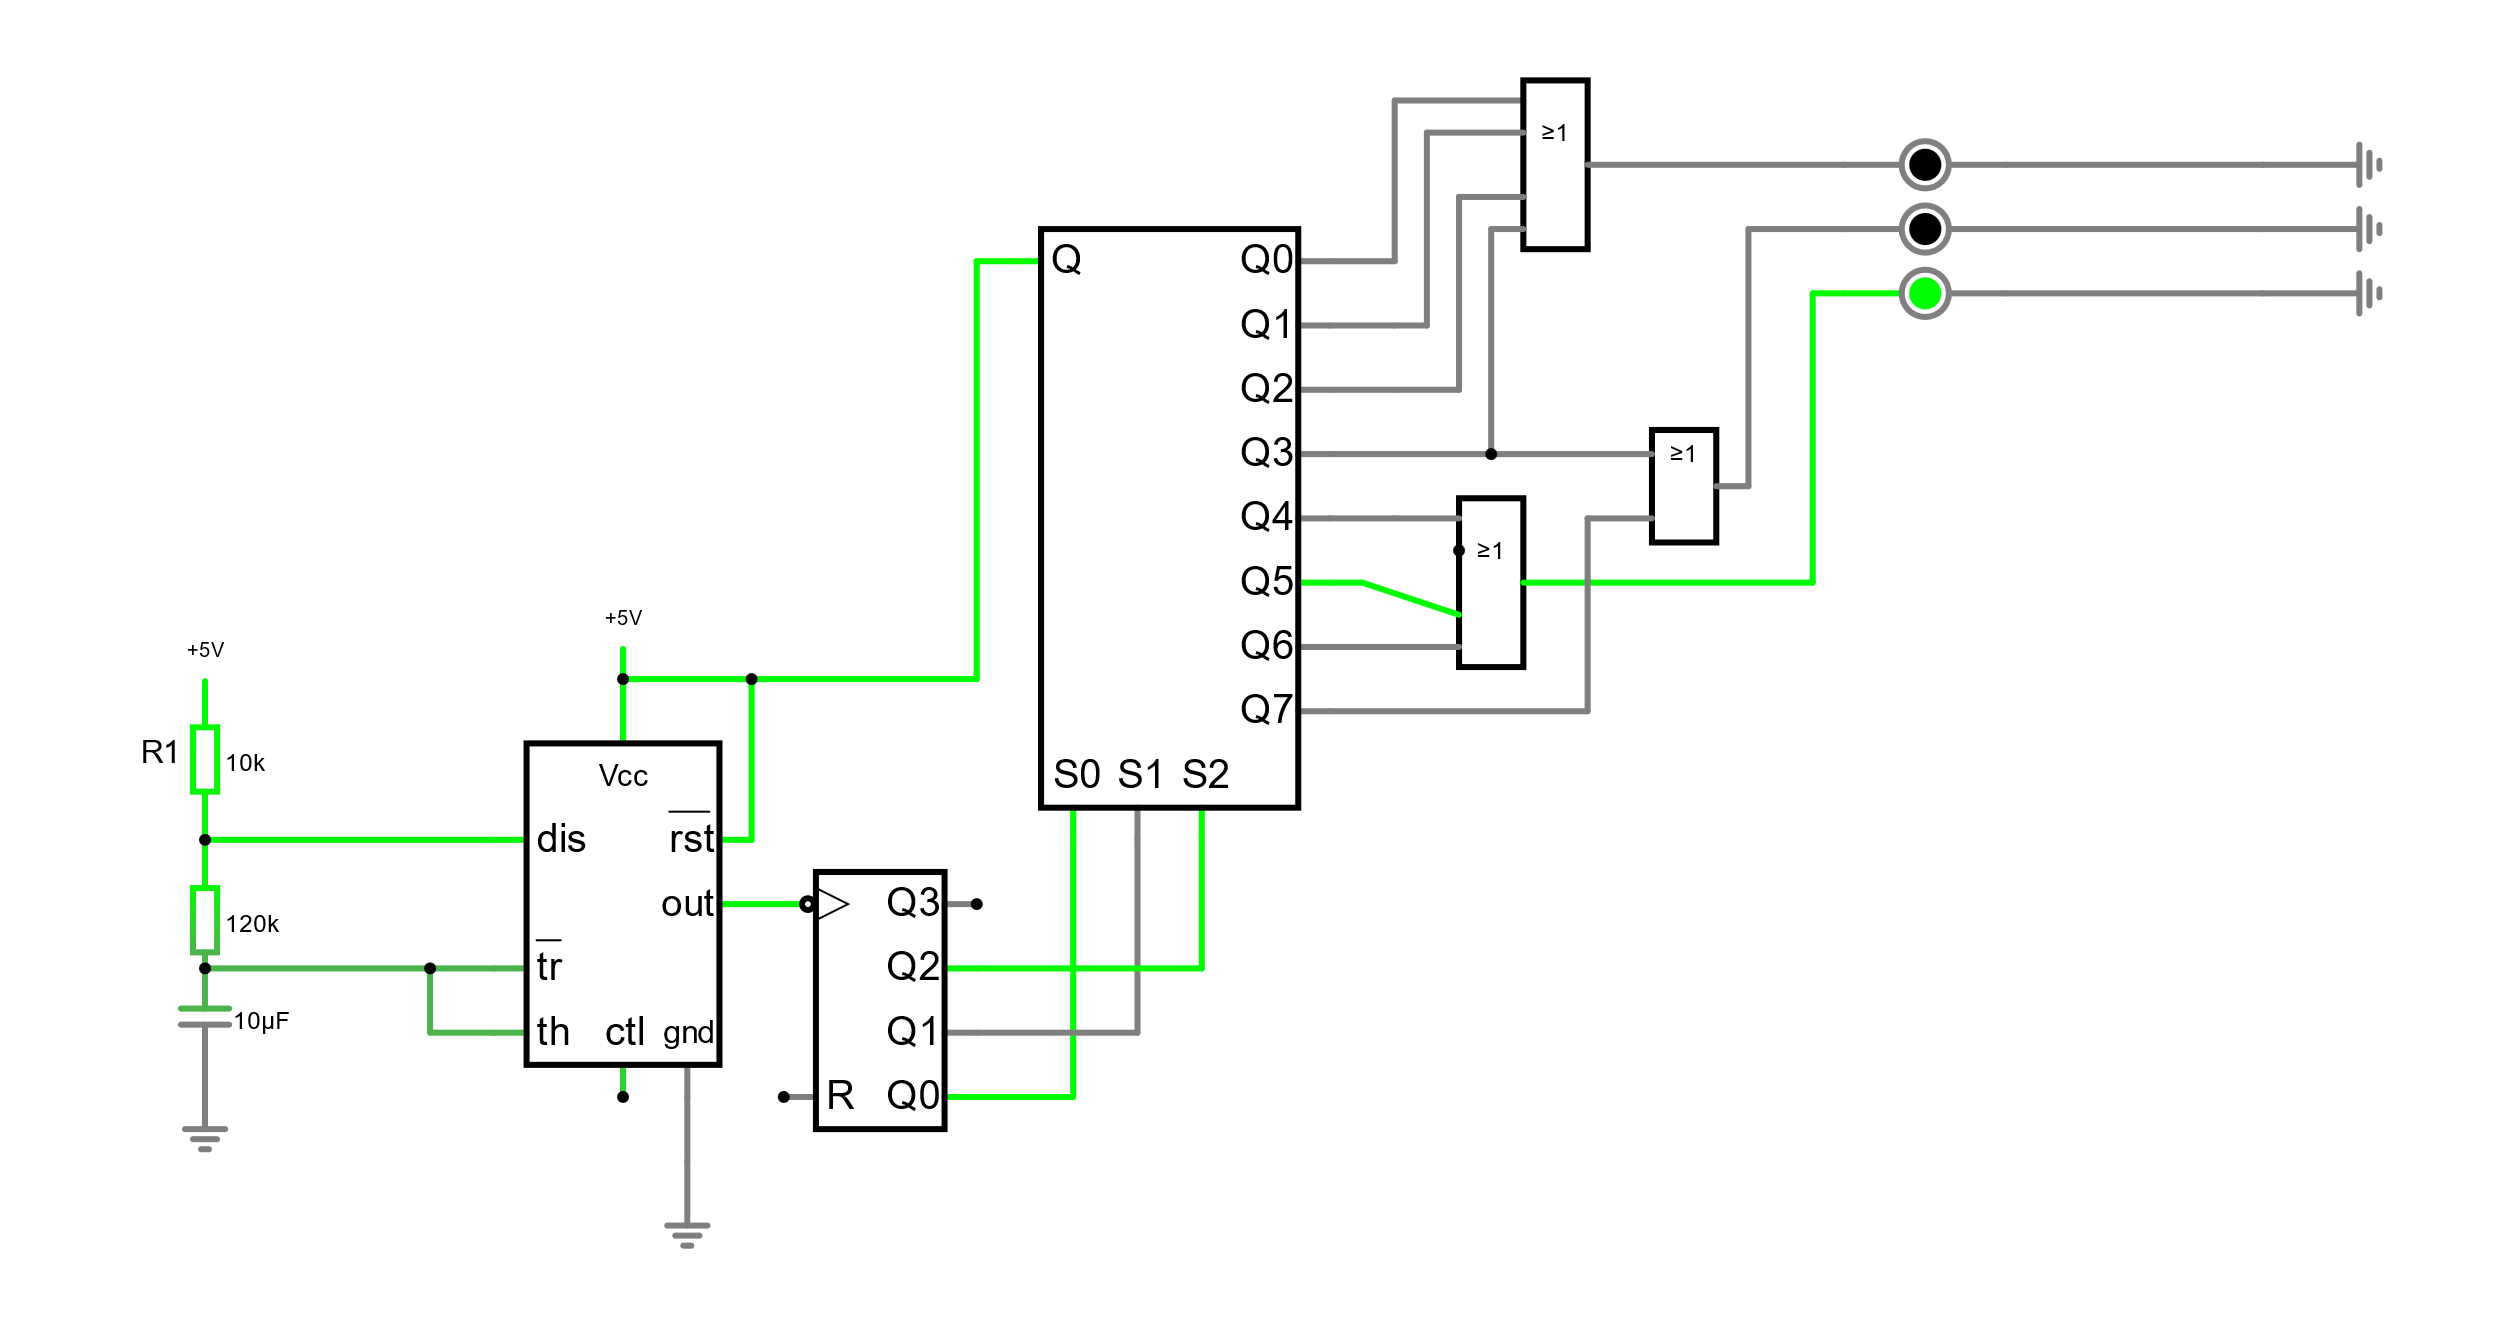 ≥1
Q
Q0
Q1
Q2
Q3
≥1
Q4
≥1
Q5
Q6
Q7
S0 S1 S2
+5V
+5V
R1
10k
Vcc
dis
rst
120k
out
tr
10μF
th
ctl
gnd
Q3
Q2
Q1
R
Q0